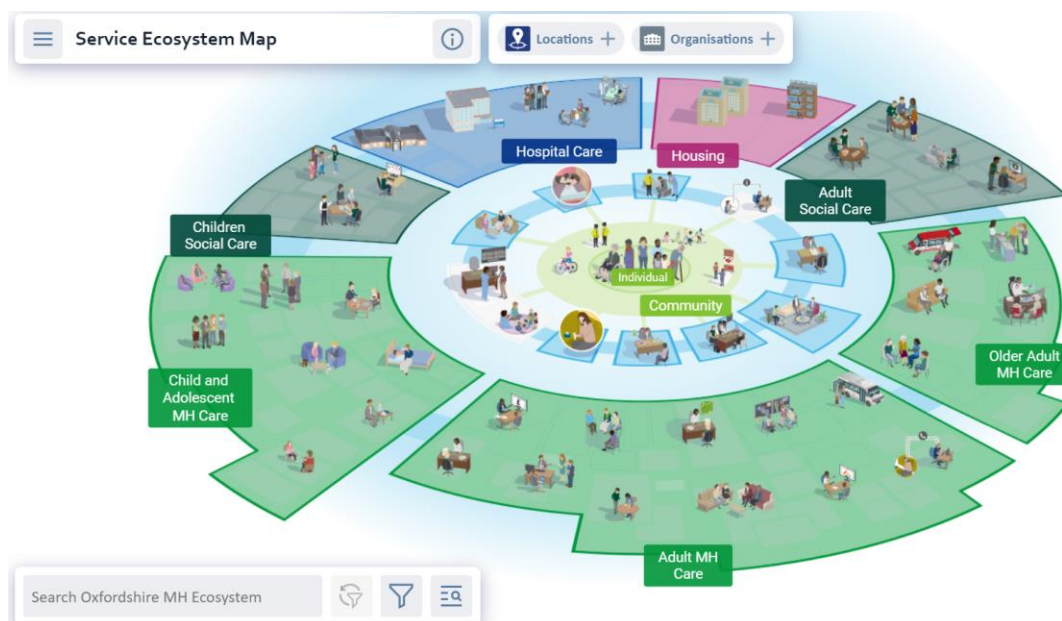 Service Ecosystem Map
Locations
Organisations
Hospital Care
Housing
Adult
Social Care
Children
Social Care
Individual
Community
Older Adult
MH Care
Child and
Adolescent
MH Care
Adult MH
Care
Search Oxfordshire MH Ecosystem